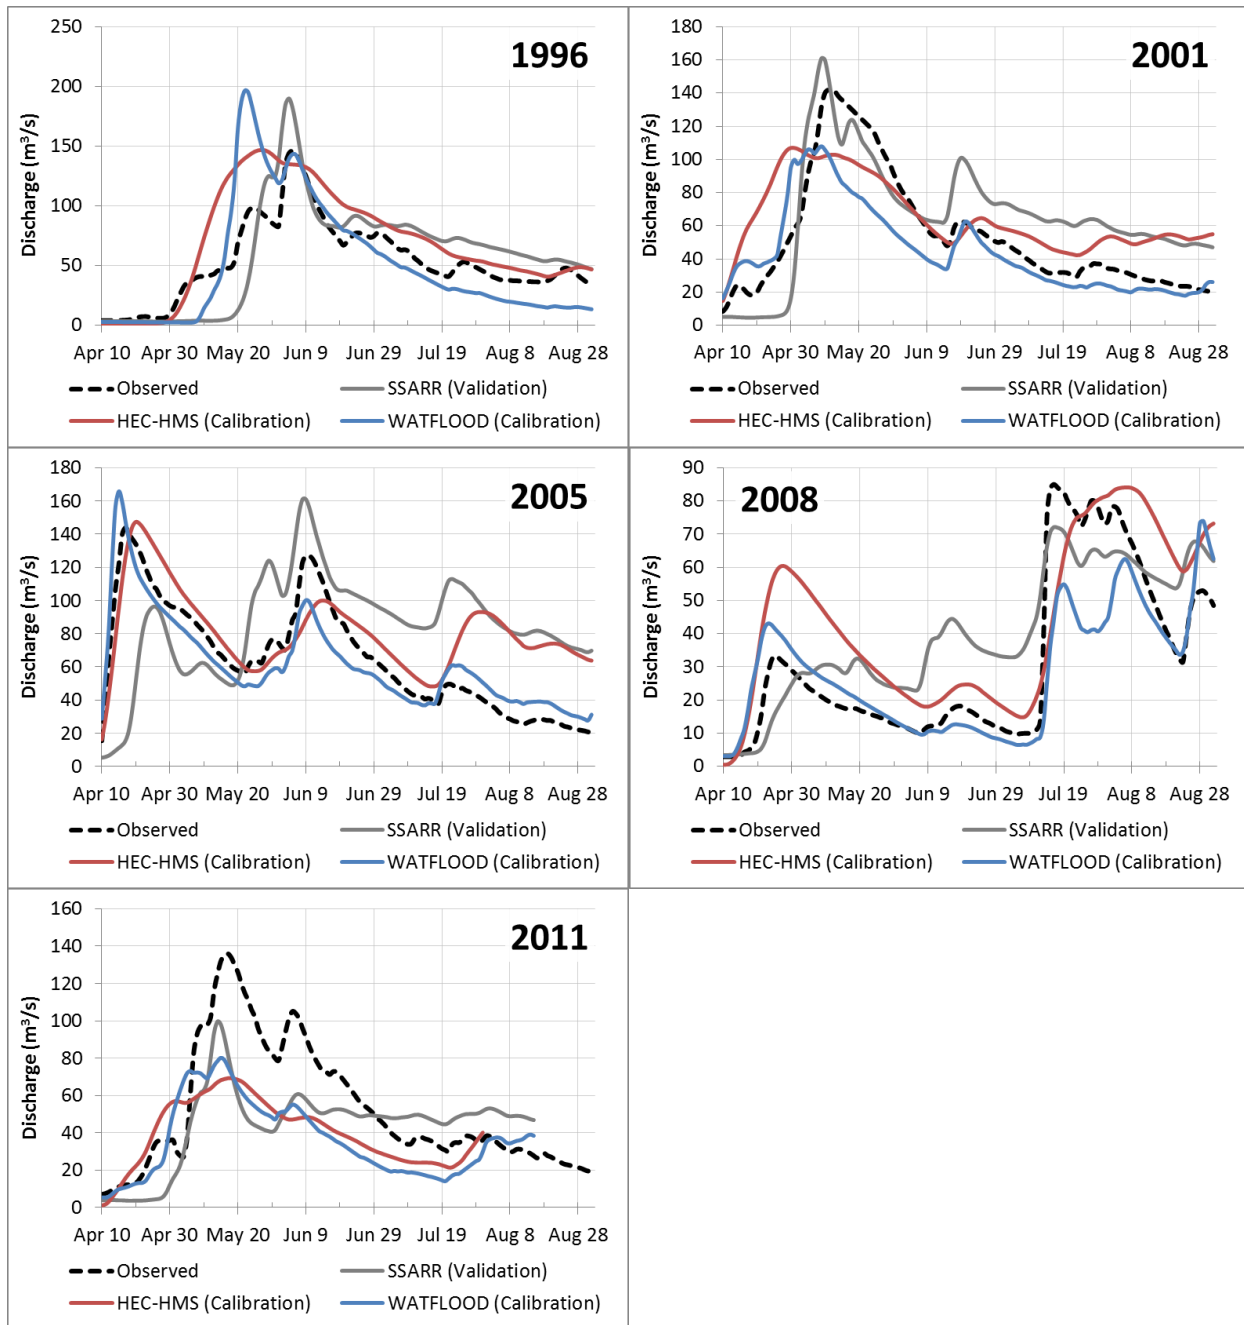 1996
Discharge (m³/s)
250
200
150
100
50
0
Apr 10 Apr 30 May 20 Jun 9 Jun 29 Jul 19 Aug 8 Aug 28
Observed SSARR (Validation)
HEC-HMS (Calibration) WATFLOOD (Calibration)
2001
Discharge (m³/s)
180
160
140
120
100
80
60
40
20
0
Apr 10 Apr 30 May 20 Jun 9 Jun 29 Jul 19 Aug 8 Aug 28
Observed SSARR (Validation)
HEC-HMS (Calibration) WATFLOOD (Calibration)
2005
Discharge (m³/s)
180
160
140
120
100
80
60
40
20
0
Apr 10 Apr 30 May 20 Jun 9 Jun 29 Jul 19 Aug 8 Aug 28
Observed SSARR (Validation)
HEC-HMS (Calibration) WATFLOOD (Calibration)
2008
Discharge (m³/s)
90
80
70
60
50
40
30
20
10
0
Apr 10 Apr 30 May 20 Jun 9 Jun 29 Jul 19 Aug 8 Aug 28
Observed SSARR (Validation)
HEC-HMS (Calibration) WATFLOOD (Calibration)
2011
Discharge (m³/s)
160
140
120
100
80
60
40
20
0
Apr 10 Apr 30 May 20 Jun 9 Jun 29 Jul 19 Aug 8 Aug 28
Observed SSARR (Validation)
HEC-HMS (Calibration) WATFLOOD (Calibration)